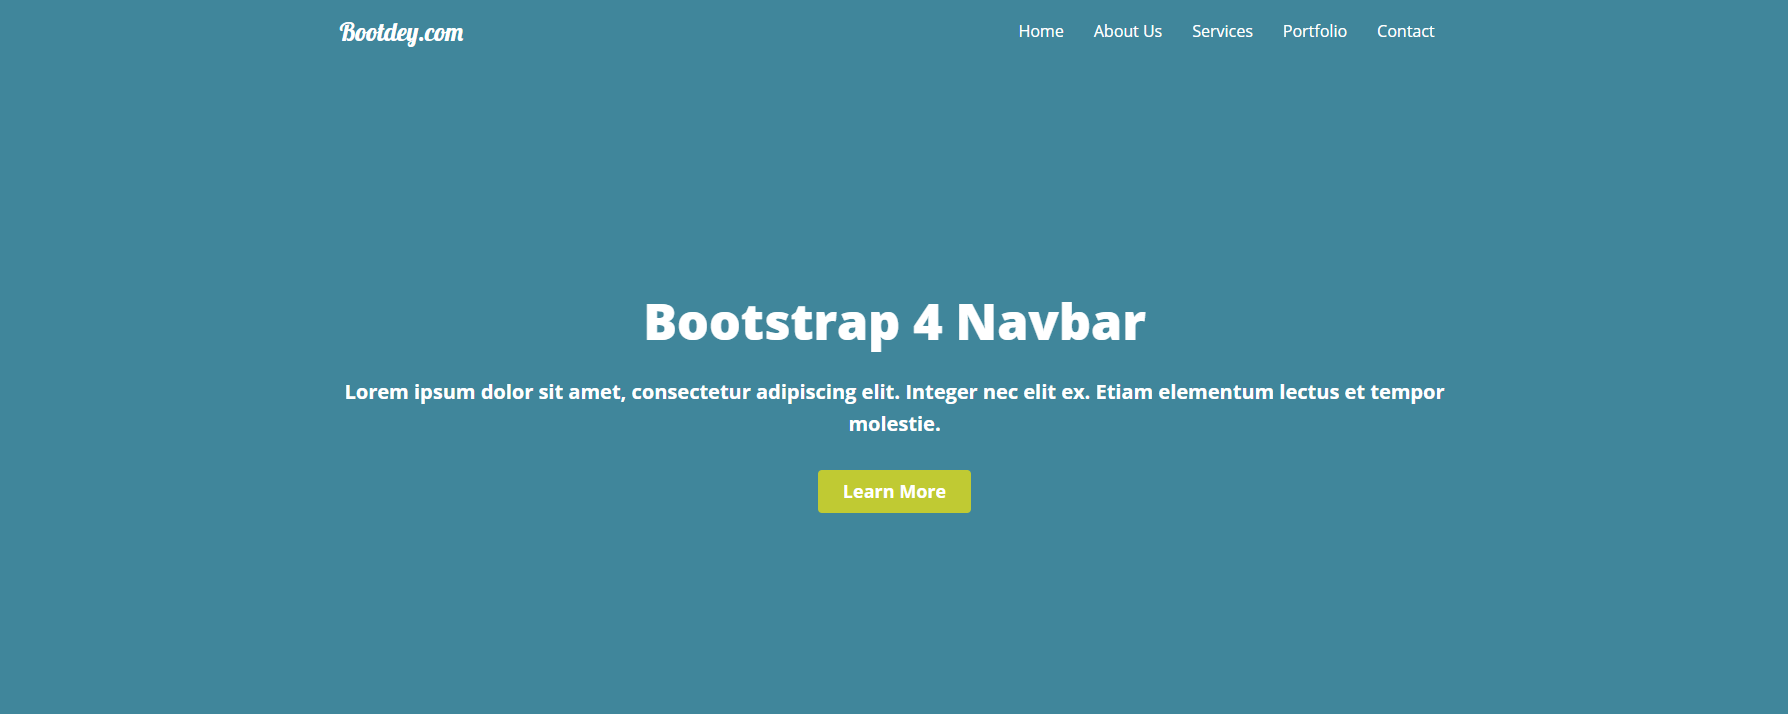 Bootdey.com
Home About Us Services Portfolio Contact
Bootstrap 4 Navbar
Lorem ipsum dolor sit amet, consectetur adipiscing elit. Integer nec elit ex. Etiam elementum lectus et tempor
molestie.
Learn More